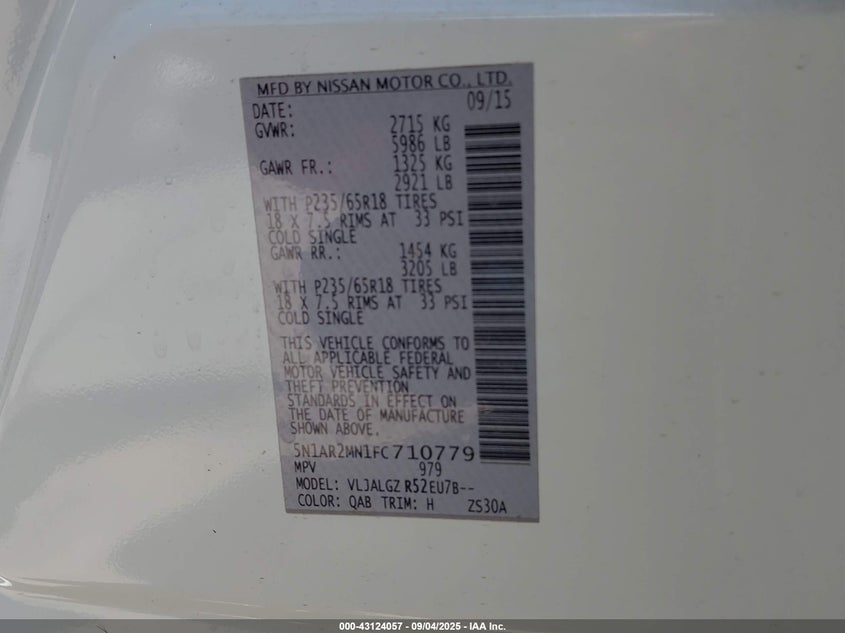 MFD BY NISSAN MOTOR CO., LTD.
DATE: 09/15
GVWR: 2715 KG
5986 LB
GAWR FR.: 1325 KG
2921 LB
WITH P235/65R18 TIRES
18 X 7.5 RIMS AT 33 PSI
COLD SINGLE
GAWR RR.: 1454 KG
3205 LB
WITH P235/65R18 TIRES
18 X 7.5 RIMS AT 33 PSI
COLD SINGLE
THIS VEHICLE CONFORMS TO
ALL APPLICABLE FEDERAL
MOTOR VEHICLE SAFETY AND
THEFT PREVENTION
STANDARDS IN EFFECT ON
THE DATE OF MANUFACTURE
SHOWN ABOVE.
5N1AR2MN1FC710779
MPV 979
MODEL: VLJALGZ R52EU7B--
COLOR: QAB TRIM: H ZS30A
000-43124057 - 09/04/2025 - IAA Inc.